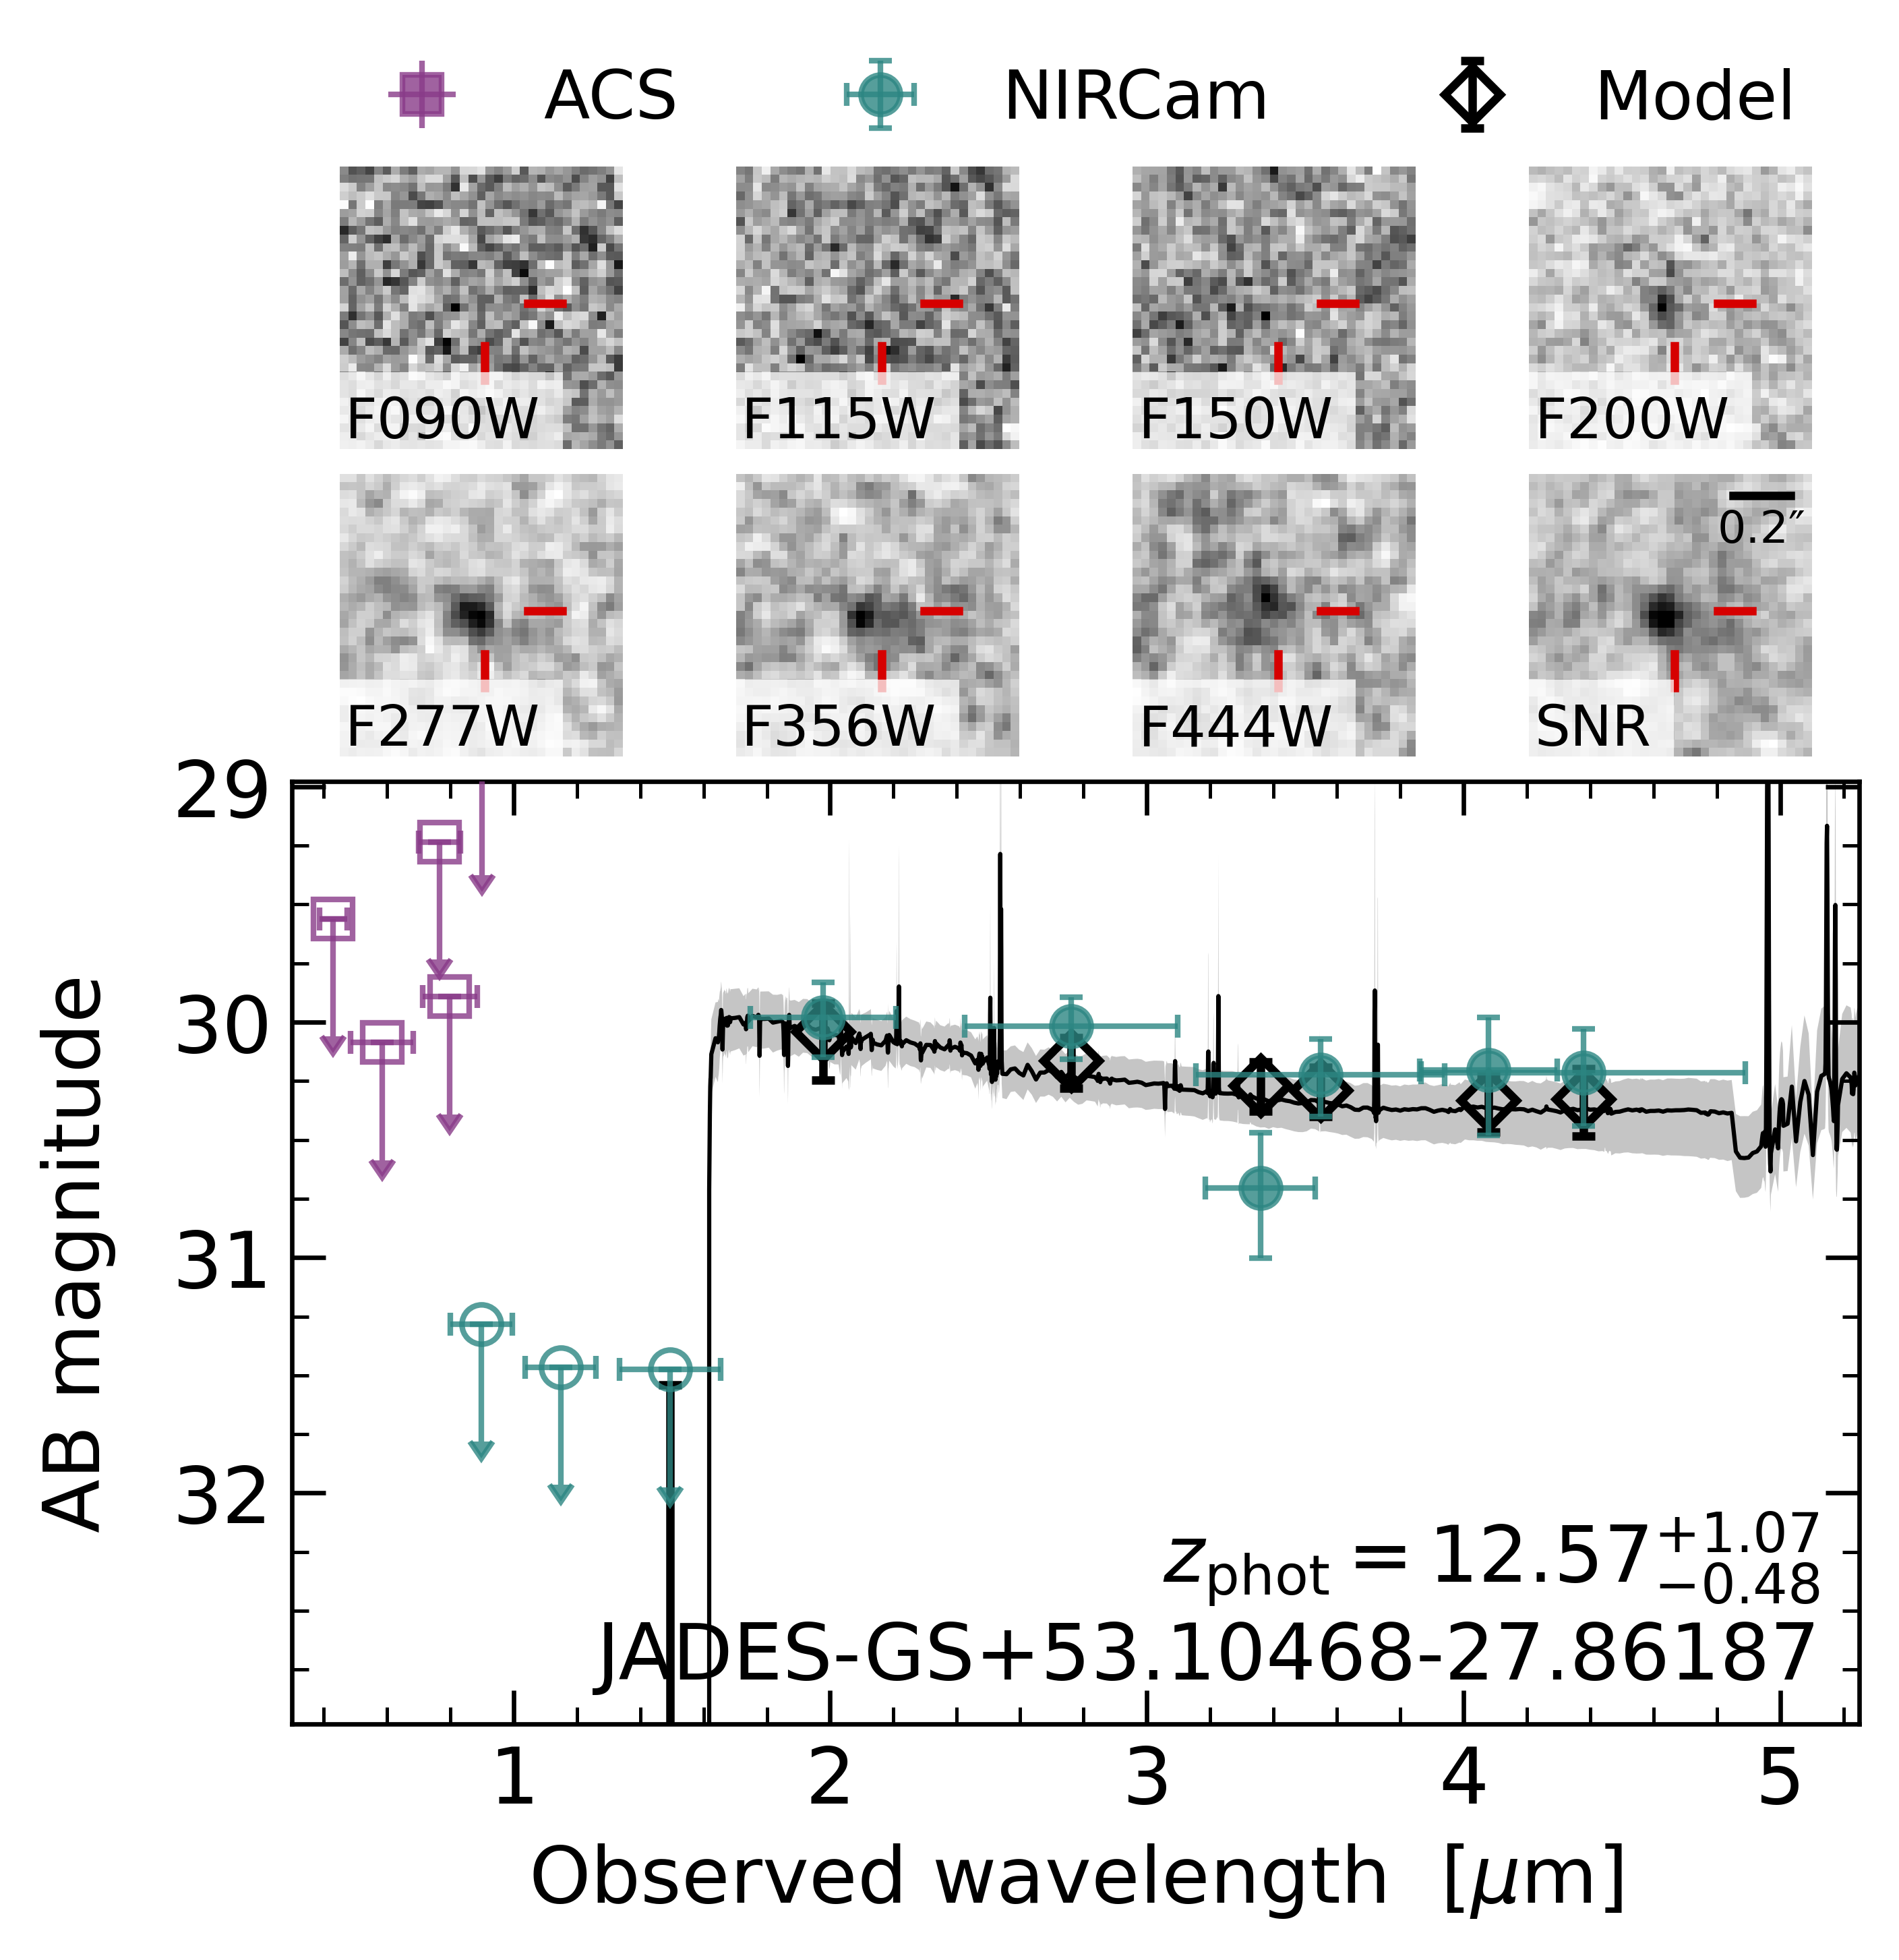 ACS NIRCam Model
F090W F115W F150W F200W
0.2″
F277W F356W F444W SNR
29
30
31
32
AB magnitude
z_phot = 12.57 +1.07 −0.48
JADES-GS+53.10468-27.86187
1 2 3 4 5
Observed wavelength [μm]